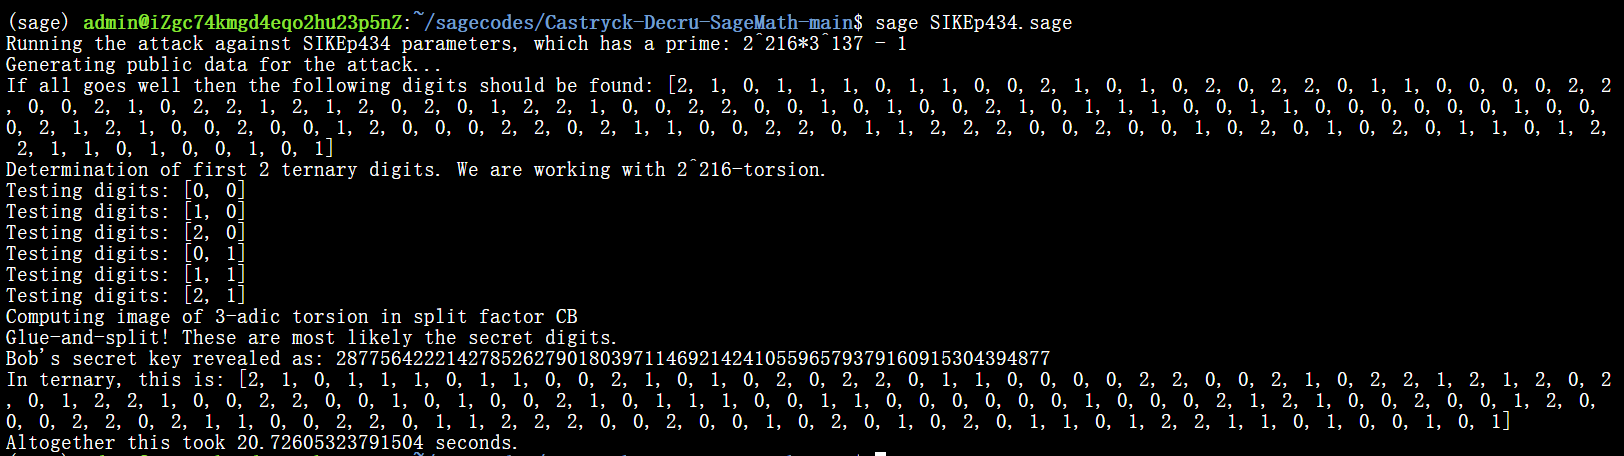 (sage) admin@iZgc74kmgd4eqo2hu23p5nZ:~/sagecodes/Castryck-Decru-SageMath-main$ sage SIKEp434.sage
Running the attack against SIKEp434 parameters, which has a prime: 2^216*3^137 - 1
Generating public data for the attack...
If all goes well then the following digits should be found: [2, 1, 0, 1, 1, 1, 0, 1, 1, 0, 0, 2, 1, 0, 1, 0, 2, 0, 2, 2, 0, 1, 1, 0, 0, 0, 0, 2, 2
, 0, 0, 2, 1, 0, 2, 2, 1, 2, 1, 2, 0, 2, 0, 1, 2, 2, 1, 0, 0, 2, 2, 0, 0, 1, 0, 1, 0, 0, 2, 1, 0, 1, 1, 1, 0, 0, 1, 1, 0, 0, 0, 0, 0, 0, 1, 0, 0,
0, 2, 1, 2, 1, 0, 0, 2, 0, 0, 1, 2, 0, 0, 0, 2, 2, 0, 2, 1, 1, 0, 0, 2, 2, 0, 1, 1, 2, 2, 2, 0, 0, 2, 0, 0, 1, 0, 2, 0, 1, 0, 2, 0, 1, 1, 0, 1, 2,
2, 1, 1, 0, 1, 0, 0, 1, 0, 1]
Determination of first 2 ternary digits. We are working with 2^216-torsion.
Testing digits: [0, 0]
Testing digits: [1, 0]
Testing digits: [2, 0]
Testing digits: [0, 1]
Testing digits: [1, 1]
Testing digits: [2, 1]
Computing image of 3-adic torsion in split factor CB
Glue-and-split! These are most likely the secret digits.
Bob's secret key revealed as: 28775642221427852627901803971146921424105596579379160915304394877
In ternary, this is: [2, 1, 0, 1, 1, 1, 0, 1, 1, 0, 0, 2, 1, 0, 1, 0, 2, 0, 2, 2, 0, 1, 1, 0, 0, 0, 0, 2, 2, 0, 0, 2, 1, 0, 2, 2, 1, 2, 1, 2, 0, 2
, 0, 1, 2, 2, 1, 0, 0, 2, 2, 0, 0, 1, 0, 1, 0, 0, 2, 1, 0, 1, 1, 1, 0, 0, 1, 1, 0, 0, 0, 0, 0, 0, 1, 0, 0, 0, 2, 1, 2, 1, 0, 0, 2, 0, 0, 1, 2, 0,
0, 0, 2, 2, 0, 2, 1, 1, 0, 0, 2, 2, 0, 1, 1, 2, 2, 2, 0, 0, 2, 0, 0, 1, 0, 2, 0, 1, 0, 2, 0, 1, 1, 0, 1, 2, 2, 1, 1, 0, 1, 0, 0, 1, 0, 1]
Altogether this took 20.72605323791504 seconds.